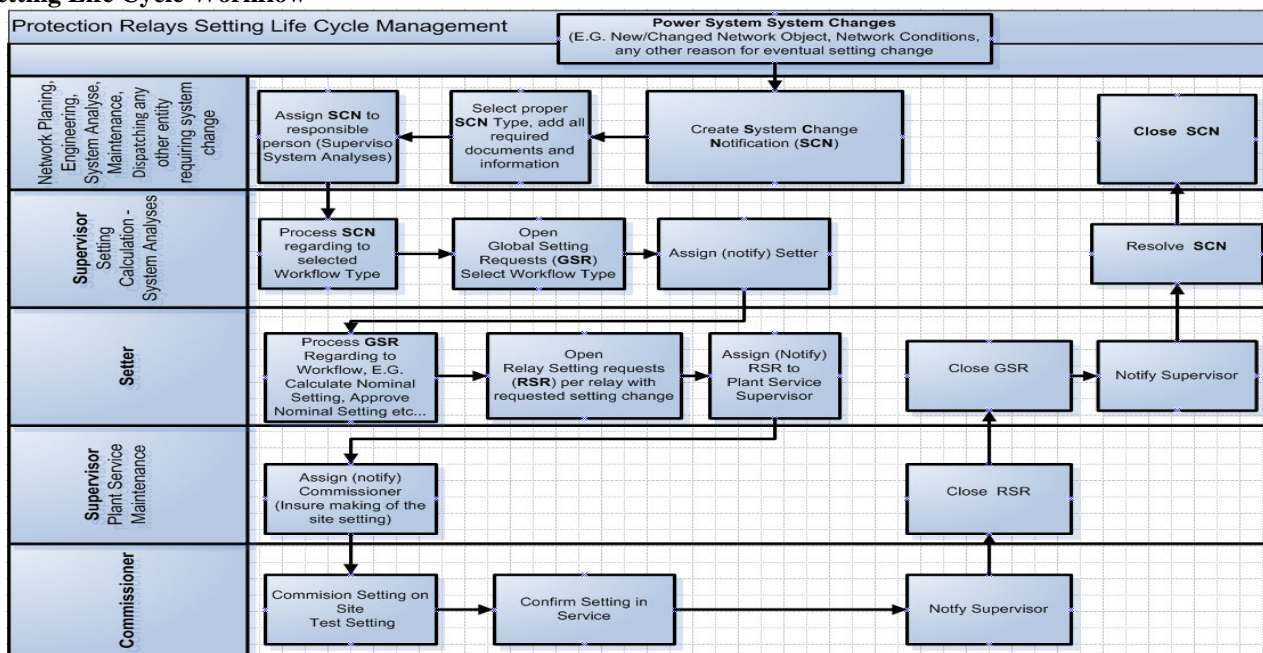 Setting Life Cycle Workflow
Protection Relays Setting Life Cycle Management
Power System System Changes
(E.G. New/Changed Network Object, Network Conditions,
any other reason for eventual setting change
Network Planing,
Engineering,
System Analyse,
Maintenance,
Dispatching any
other entity
requiring system
change
Assign SCN to
responsible
person (Superviso
System Analyses)
Select proper
SCN Type, add all
required
documents and
information
Create System Change
Notification (SCN)
Close SCN
Supervisor
Setting
Calculation -
System Analyses
Process SCN
regarding to
selected
Workflow Type
Open
Global Setting
Requests (GSR)
Select Workflow Type
Assign (notify) Setter
Resolve SCN
Setter
Process GSR
Regarding to
Workflow, E.G.
Calculate Nominal
Setting, Approve
Nominal Setting etc...
Open
Relay Setting requests
(RSR) per relay with
requested setting change
Assign (Notify)
RSR to
Plant Service
Supervisor
Close GSR
Notify Supervisor
Supervisor
Plant Service
Maintenance
Assign (notify)
Commissioner
(Insure making of the
site setting)
Close RSR
Commissioner
Commision Setting on
Site
Test Setting
Confirm Setting in
Service
Notfy Supervisor